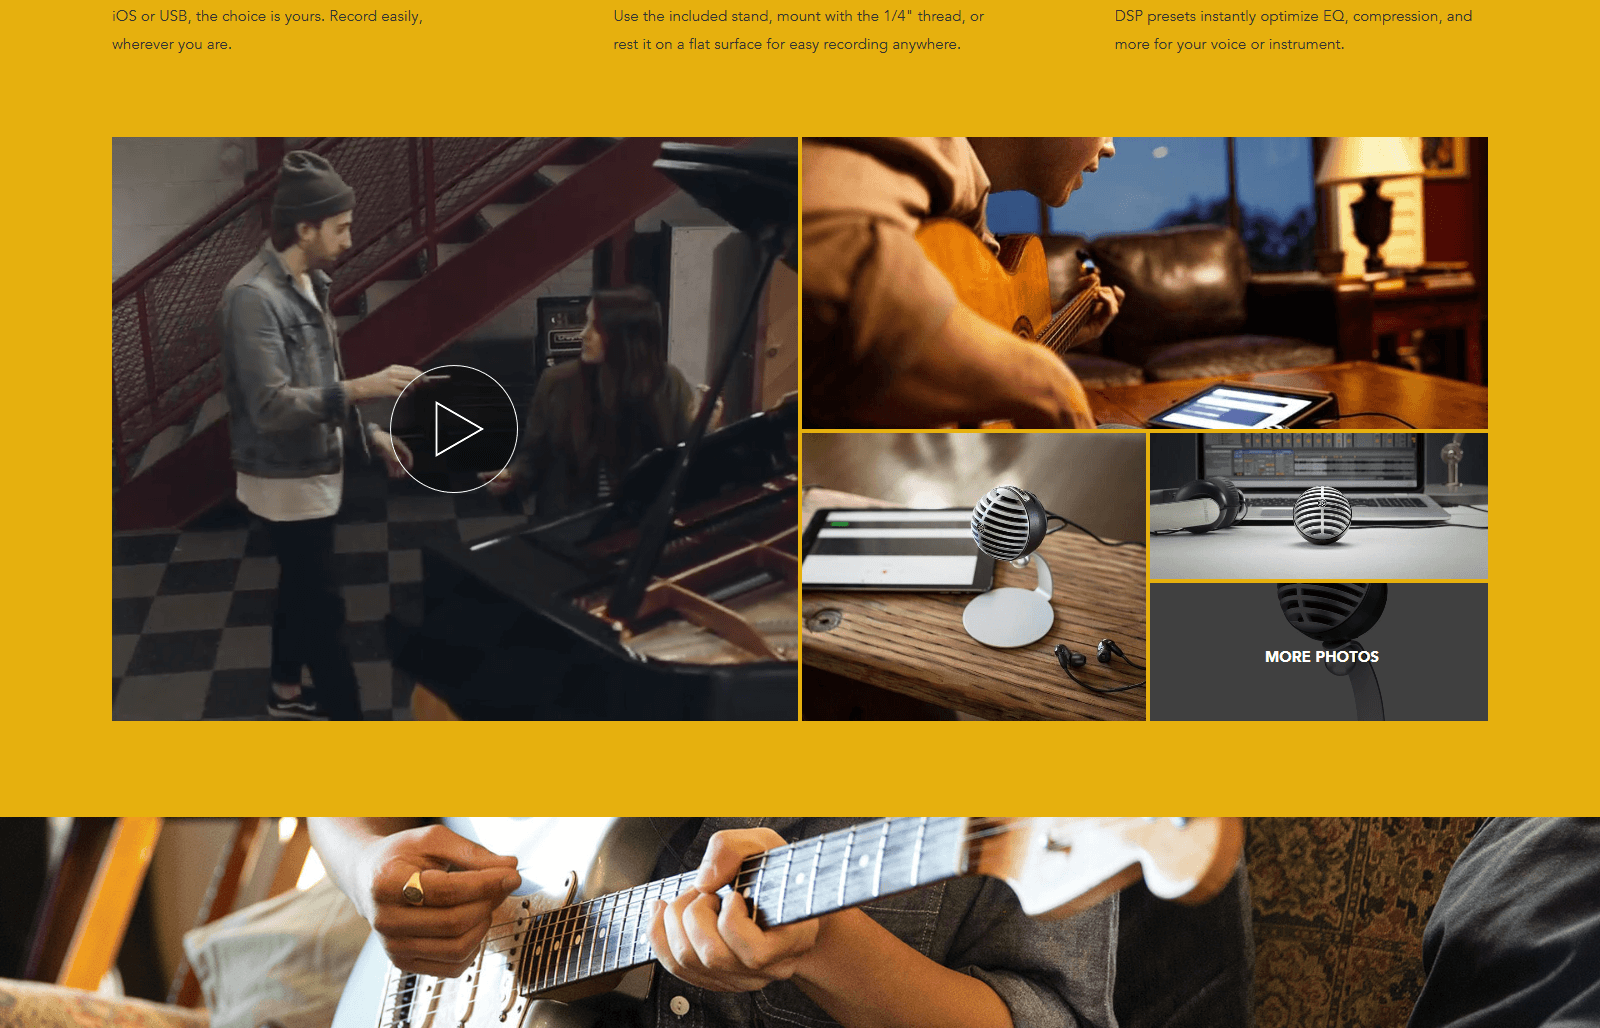 iOS or USB, the choice is yours. Record easily,
wherever you are.
Use the included stand, mount with the 1/4" thread, or
rest it on a flat surface for easy recording anywhere.
DSP presets instantly optimize EQ, compression, and
more for your voice or instrument.
MORE PHOTOS